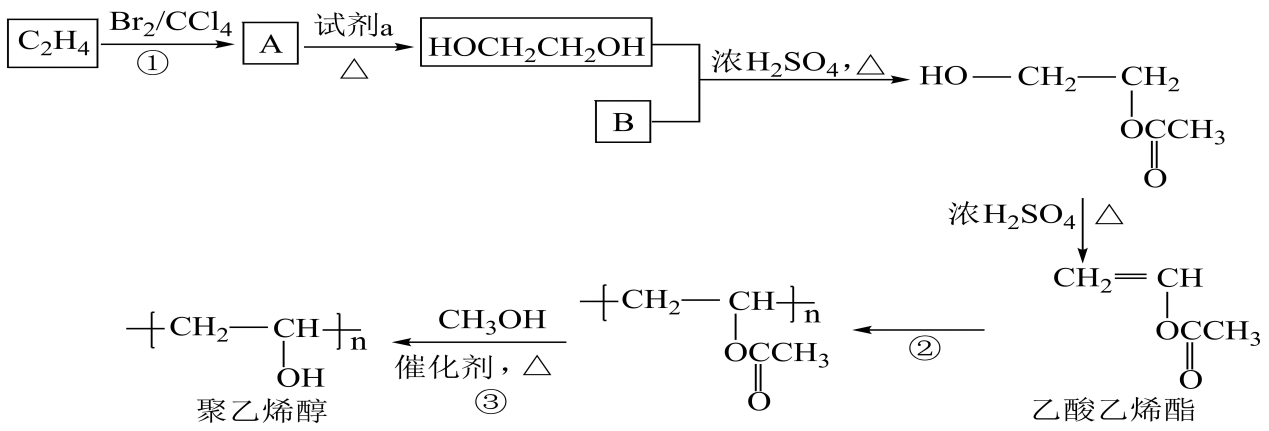 C₂H₄ Br₂/CCl₄ ① A 试剂a △ HOCH₂CH₂OH
B
浓H₂SO₄,△
HO—CH₂—CH₂
OCCH₃
O
浓H₂SO₄ △
CH₂=CH
OCCH₃
O
乙酸乙烯酯
②
[CH₂—CH]n
OCCH₃
O
CH₃OH
催化剂,△
③
[CH₂—CH]n
OH
聚乙烯醇